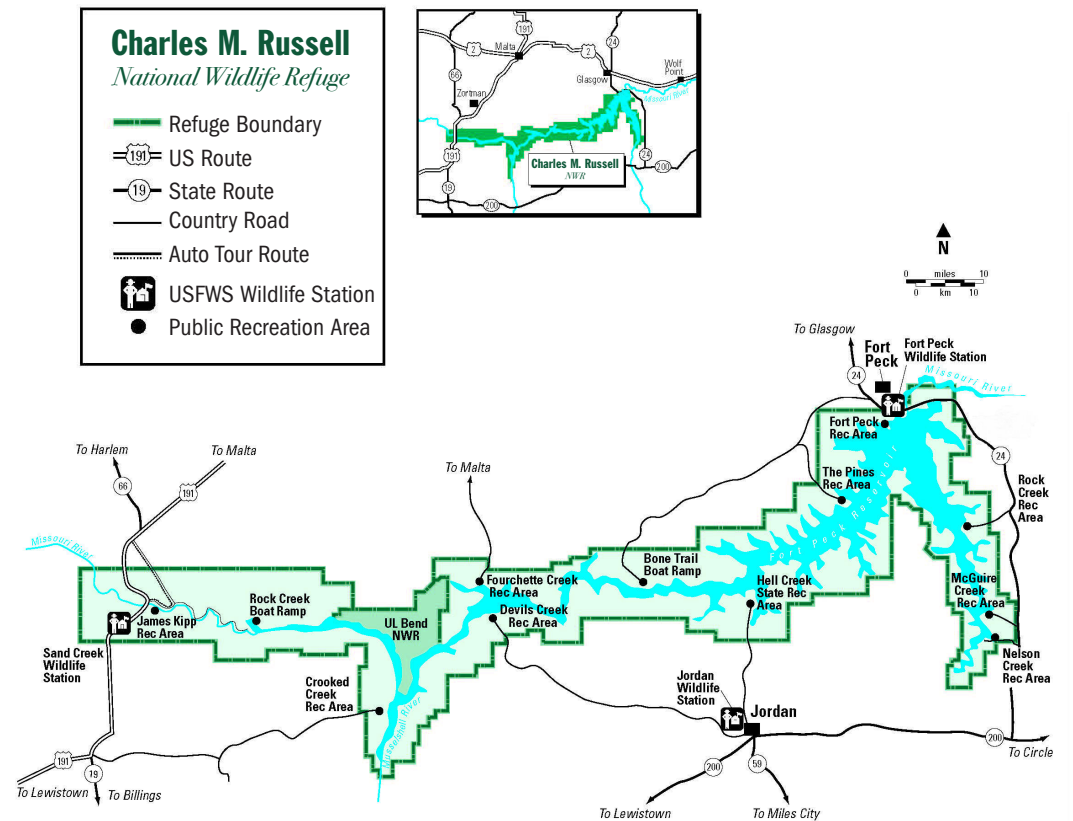 Charles M. Russell
National Wildlife Refuge
Refuge Boundary
191
US Route
19
State Route
Country Road
Auto Tour Route
USFWS Wildlife Station
Public Recreation Area
191
2
Malta
2
24
Wolf
Point
Glasgow
66
Zortman
Missouri River
191
24
Charles M. Russell
NWR
200
19
200
N
0 miles 10
0 km 10
To Glasgow
Fort
Peck
Fort Peck
Wildlife Station
24
Missouri River
Fort Peck
Rec Area
24
To Harlem
To Malta
To Malta
The Pines
Rec Area
Rock
Creek
Rec
Area
66
191
Fort Peck Reservoir
Missouri River
Bone Trail
Boat Ramp
Fourchette Creek
Rec Area
Hell Creek
State Rec
Area
McGuire
Creek
Rec Area
Rock Creek
Boat Ramp
Devils Creek
Rec Area
James Kipp
Rec Area
UL Bend
NWR
Sand Creek
Wildlife
Station
Nelson
Creek
Rec Area
Crooked
Creek
Rec Area
Jordan
Wildlife
Station
Jordan
Musselshell River
200
To Circle
191
19
200
59
To Lewistown
To Billings
To Lewistown
To Miles City